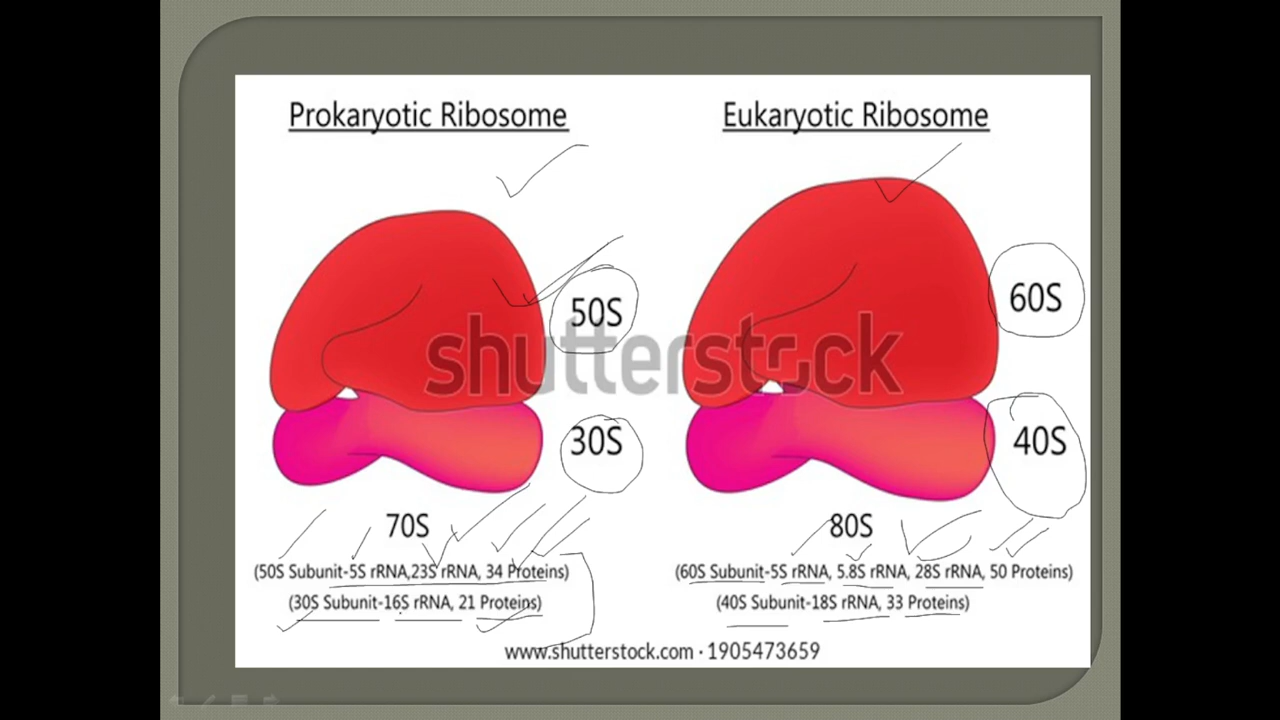 Prokaryotic Ribosome
Eukaryotic Ribosome
50S
60S
30S
40S
shutterstock
70S
80S
(50S Subunit-5S rRNA,23S rRNA, 34 Proteins)
(60S Subunit-5S rRNA, 5.8S rRNA, 28S rRNA, 50 Proteins)
(30S Subunit-16S rRNA, 21 Proteins)
(40S Subunit-18S rRNA, 33 Proteins)
www.shutterstock.com · 1905473659